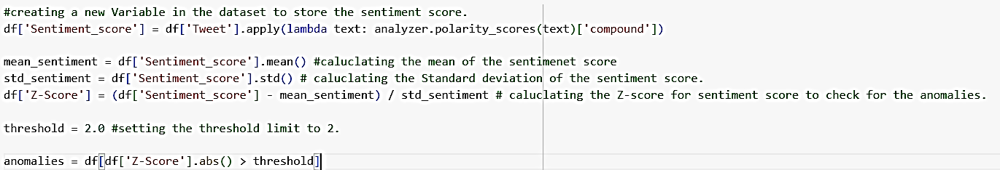 #creating a new Variable in the dataset to store the sentiment score.
df['Sentiment_score'] = df['Tweet'].apply(lambda text: analyzer.polarity_scores(text)['compound'])
mean_sentiment = df['Sentiment_score'].mean() #caluclating the mean of the sentimenet score
std_sentiment = df['Sentiment_score'].std() # caluclating the Standard deviation of the sentiment score.
df['Z-Score'] = (df['Sentiment_score'] - mean_sentiment) / std_sentiment # caluclating the Z-score for sentiment score to check for the anomalies.
threshold = 2.0 #setting the threshold limit to 2.
anomalies = df[df['Z-Score'].abs() > threshold]